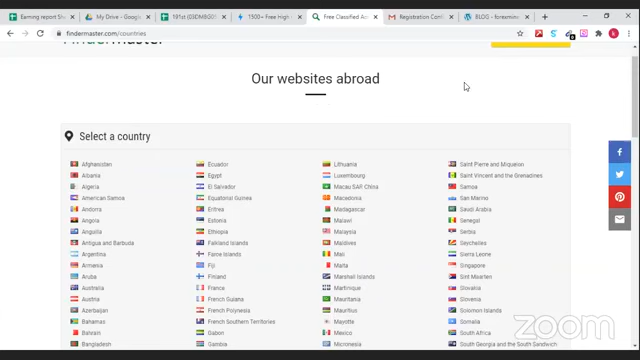 Earning report Sh
My Drive - Google
181st (03DM8G05
1500+ Free High
Free Classified Ad
Registration Conf
BLOG - foreamine
findermaster.com/countries
k
FinderMaster
Our websites abroad
Select a country
Afghanistan
Albania
Algeria
American Samoa
Andorra
Angola
Anguilla
Antigua and Barbuda
Argentina
Armenia
Aruba
Australia
Austria
Azerbaijan
Bahamas
Bahrain
Bangladesh
Ecuador
Egypt
El Salvador
Equatorial Guinea
Eritrea
Estonia
Ethiopia
Falkland Islands
Faroe Islands
Fiji
Finland
France
French Guiana
French Polynesia
French Southern Territories
Gabon
Gambia
Lithuania
Luxembourg
Macau SAR China
Macedonia
Madagascar
Malawi
Malaysia
Maldives
Mali
Malta
Marshall Islands
Martinique
Mauritania
Mauritius
Mayotte
Mexico
Micronesia
Saint Pierre and Miquelon
Saint Vincent and the Grenadines
Samoa
San Marino
Saudi Arabia
Senegal
Serbia
Seychelles
Sierra Leone
Singapore
Sint Maarten
Slovakia
Slovenia
Solomon Islands
Somalia
South Africa
South Georgia and the South Sandwich
zoom